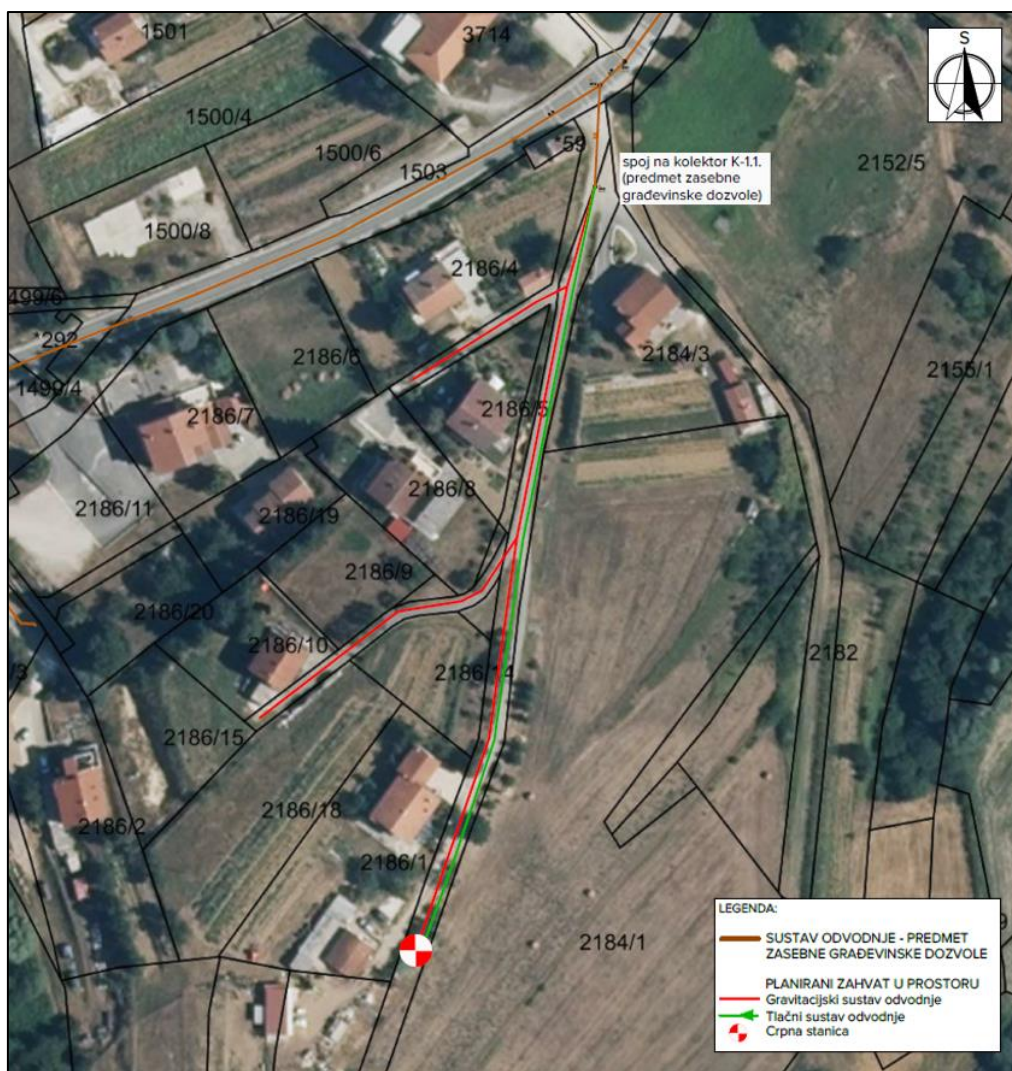 1501
3714
S
1500/4
1500/6
*59
1503
spoj na kolektor K-1.1.
(predmet zasebne
građevinske dozvole)
2152/5
1500/8
2186/4
1499/6
*292
2186/6
2184/3
1499/4
2155/1
2186/7
2186/5
2186/8
2186/11
2186/19
2186/9
2186/20
2186/10
2182
/3
2186/14
2186/15
2186/18
2186/2
2186/1
2184/1
9
LEGENDA:
SUSTAV ODVODNJE - PREDMET
ZASEBNE GRAĐEVINSKE DOZVOLE
PLANIRANI ZAHVAT U PROSTORU
Gravitacijski sustav odvodnje
Tlačni sustav odvodnje
Crpna stanica